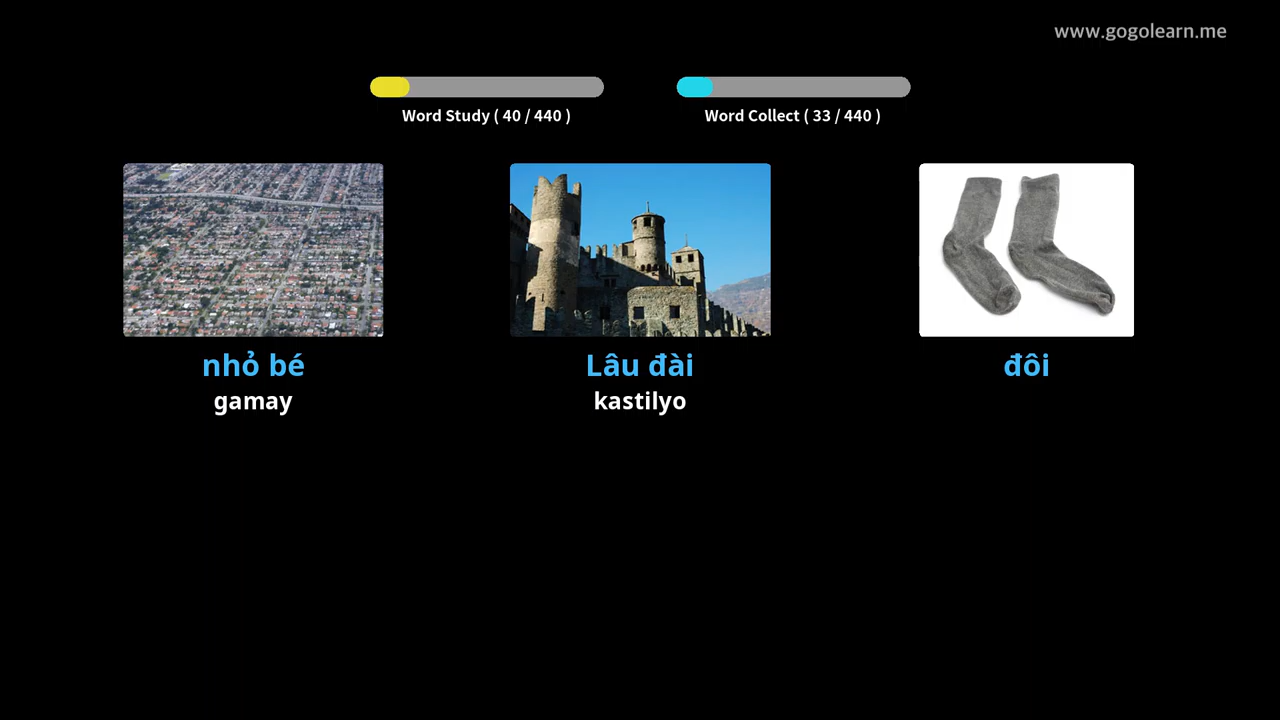 www.gogolearn.me
Word Study ( 40 / 440 )
Word Collect ( 33 / 440 )
nhỏ bé
gamay
Lâu đài
kastilyo
đôi